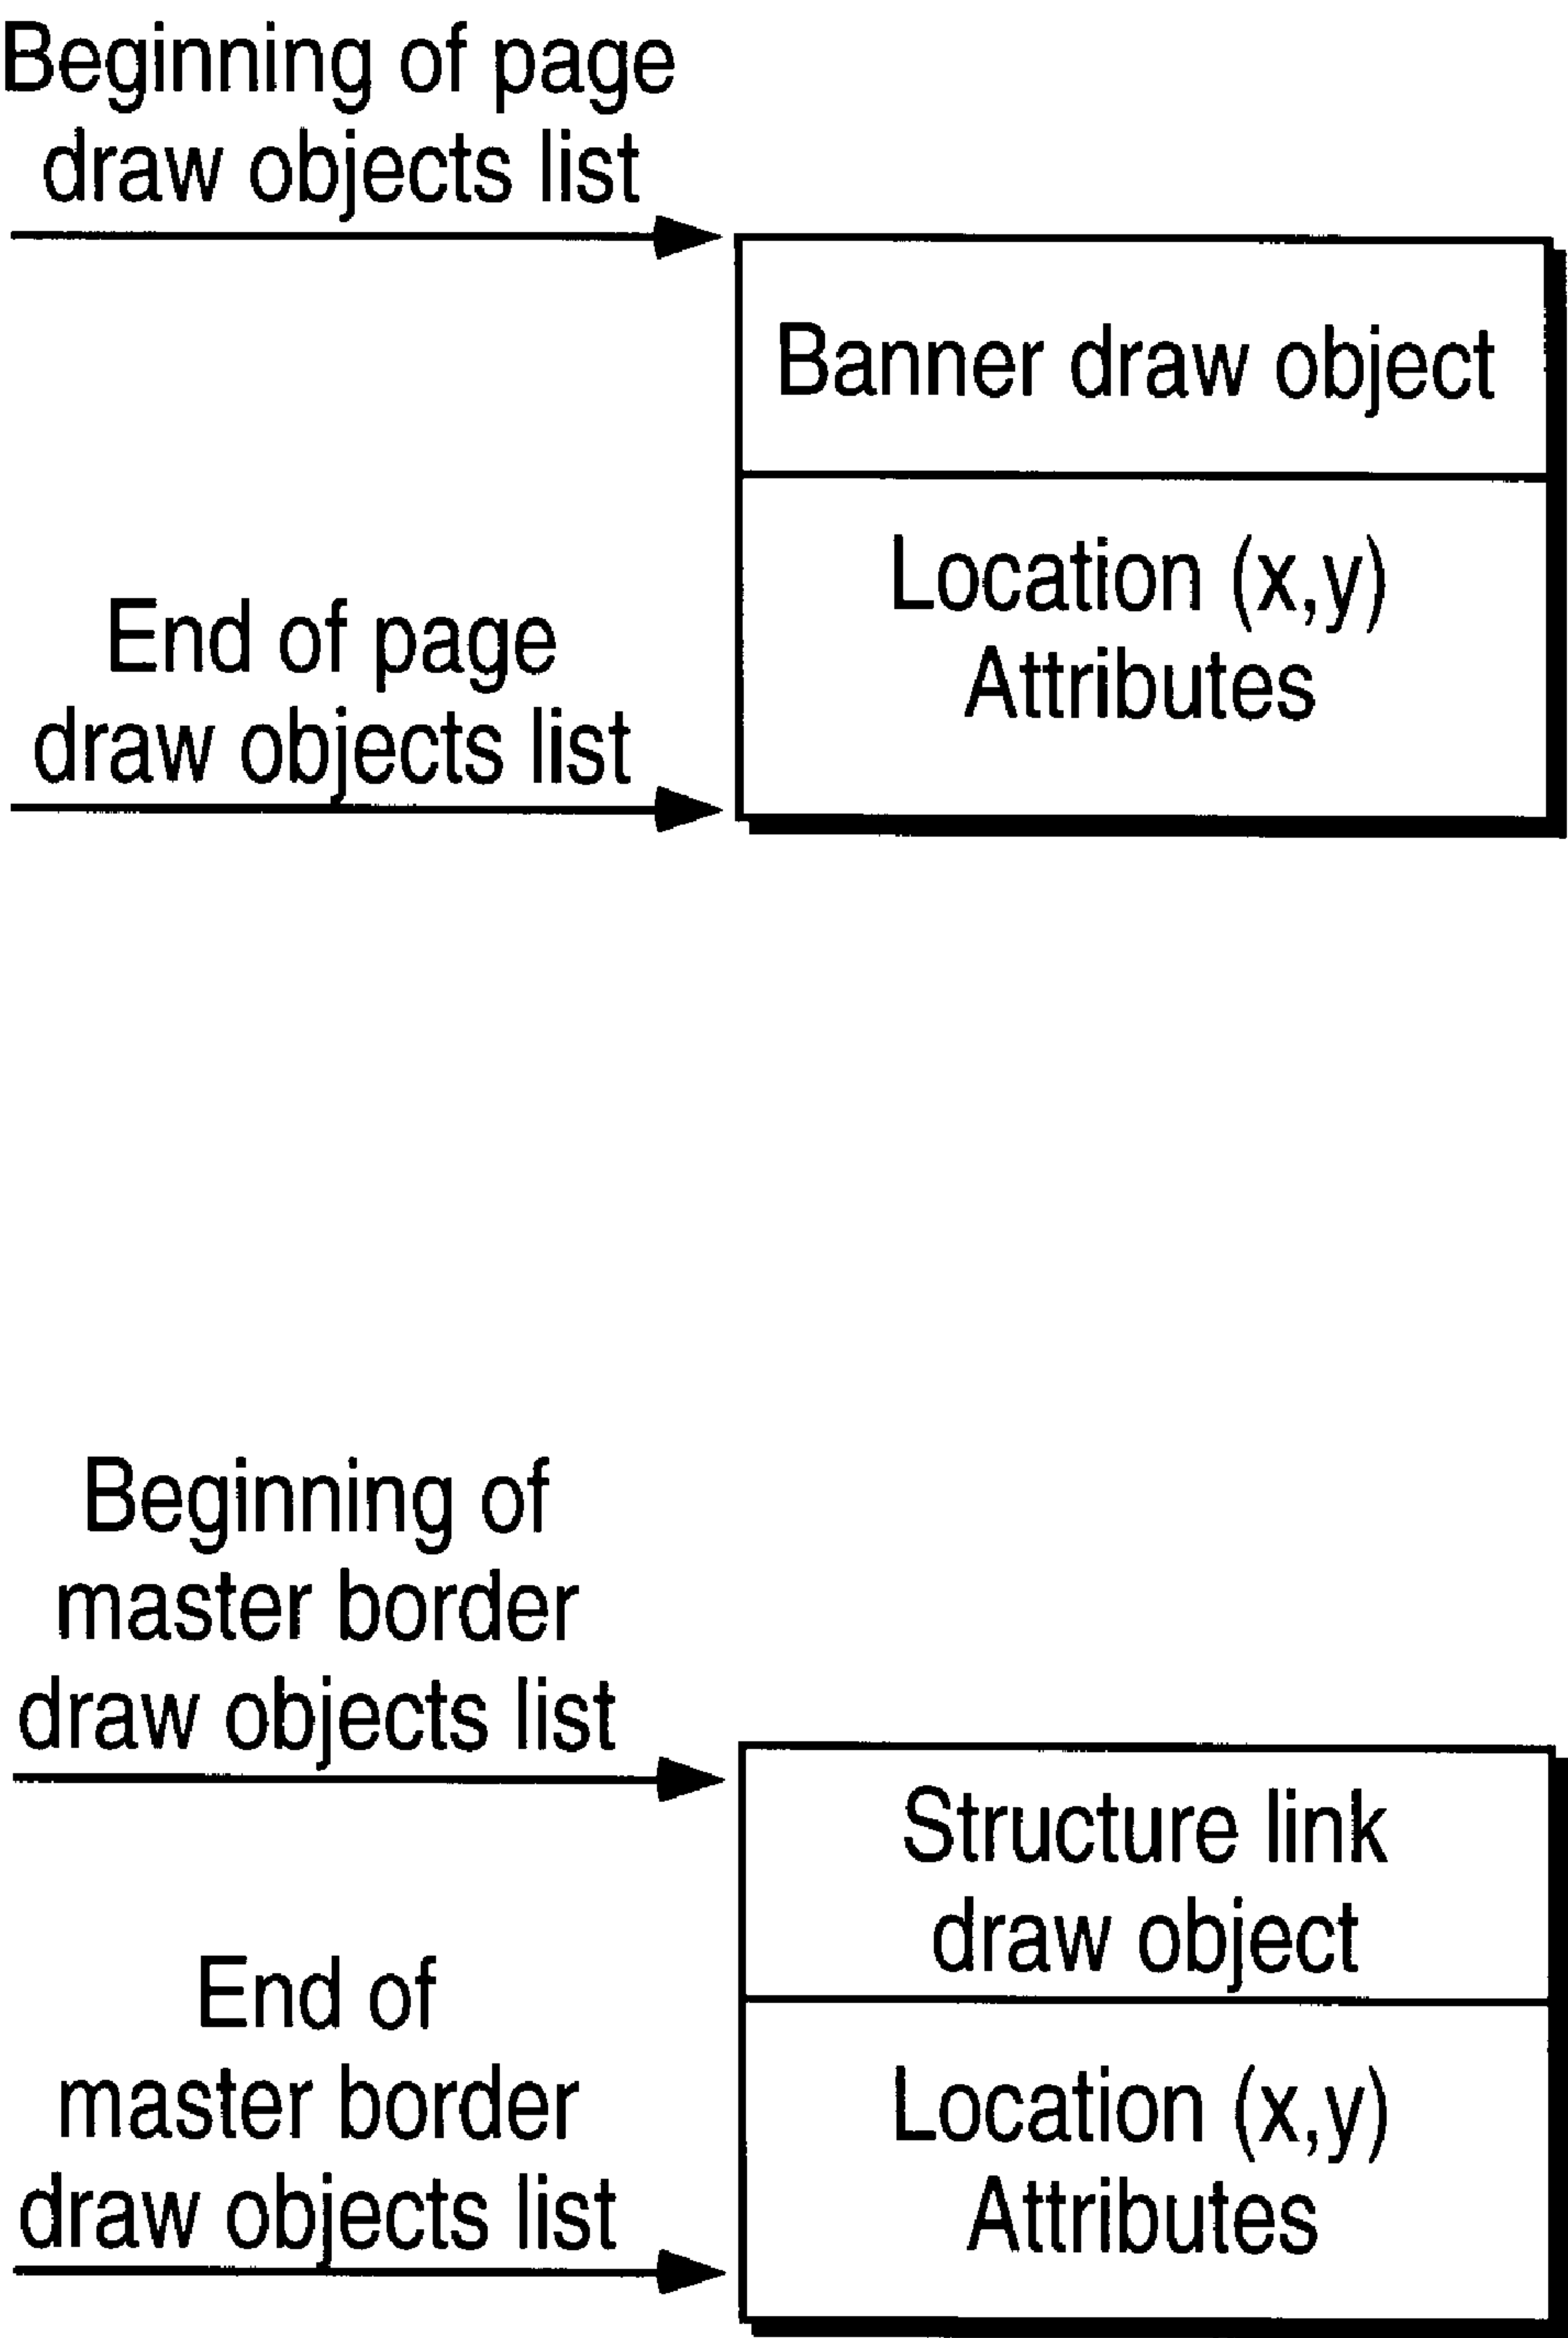 Beginning of page
draw objects list
Banner draw object
Location (x,y)
Attributes
End of page
draw objects list
Beginning of
master border
draw objects list
Structure link
draw object
End of
master border
draw objects list
Location (x,y)
Attributes